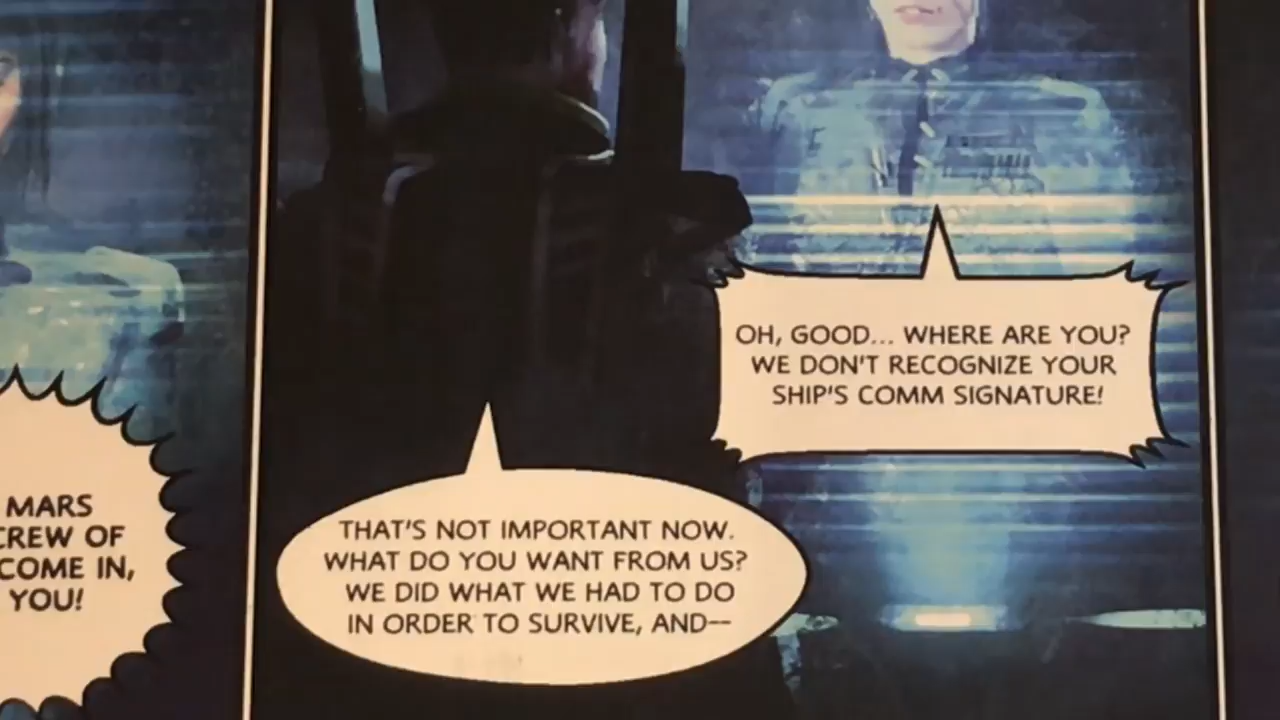 MARS
CREW OF
COME IN,
YOU!
OH, GOOD... WHERE ARE YOU?
WE DON'T RECOGNIZE YOUR
SHIP'S COMM SIGNATURE!
THAT'S NOT IMPORTANT NOW.
WHAT DO YOU WANT FROM US?
WE DID WHAT WE HAD TO DO
IN ORDER TO SURVIVE, AND--